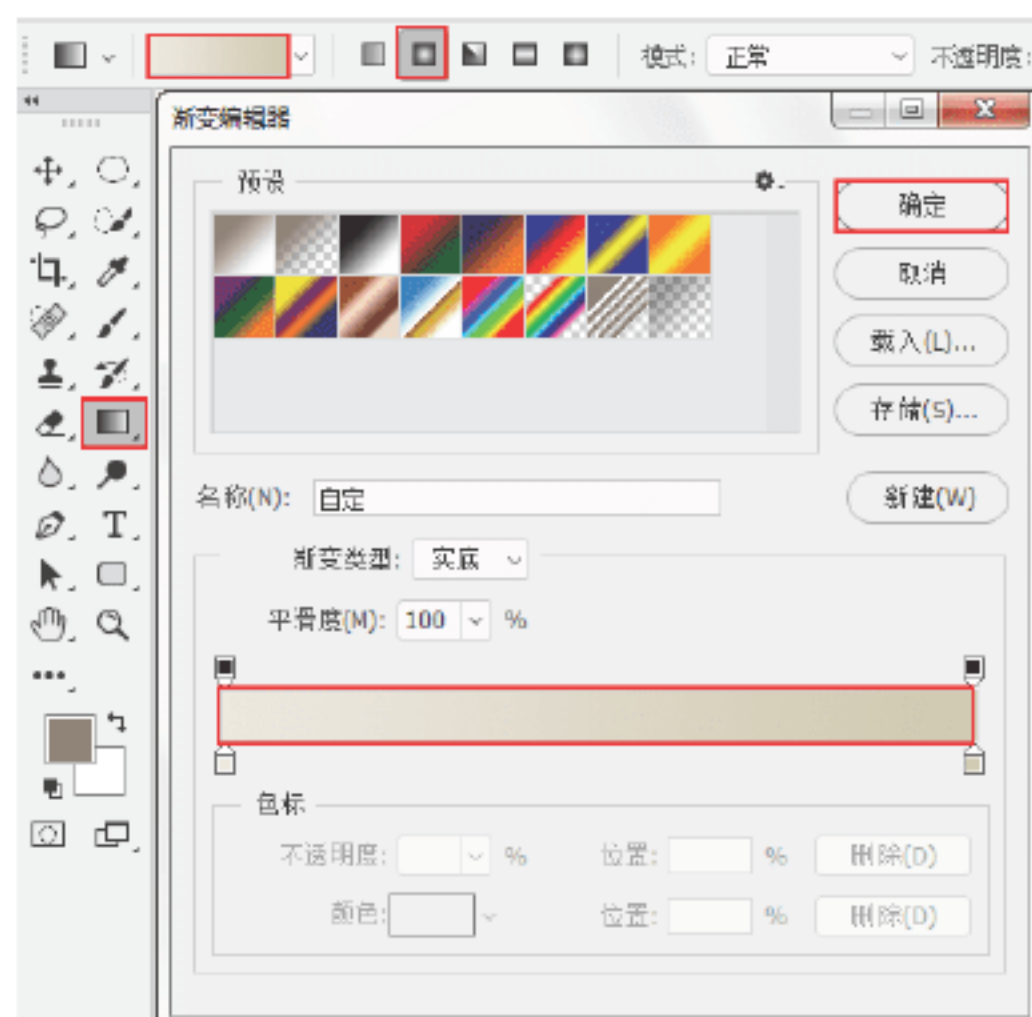 模式: 正常 不透明度:
渐变编辑器
预设
确定
取消
载入(L)...
存储(S)...
名称(N): 自定
新建(W)
渐变类型: 实底
平滑度(M): 100 %
色标
不透明度: % 位置: % 删除(D)
颜色: 位置: % 删除(D)